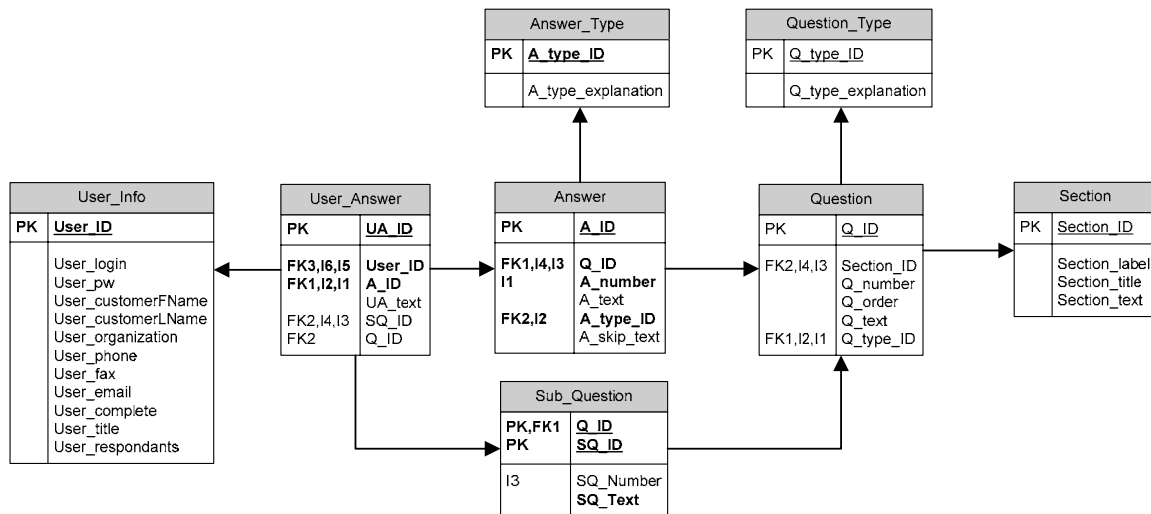 Answer_Type
PK A_type_ID
A_type_explanation
Question_Type
PK Q_type_ID
Q_type_explanation
User_Info
PK User_ID
User_login
User_pw
User_customerFName
User_customerLName
User_organization
User_phone
User_fax
User_email
User_complete
User_title
User_respondants
User_Answer
PK UA_ID
FK3,I6,I5 User_ID
FK1,I2,I1 A_ID
UA_text
FK2,I4,I3 SQ_ID
FK2 Q_ID
Answer
PK A_ID
FK1,I4,I3 Q_ID
I1 A_number
A_text
FK2,I2 A_type_ID
A_skip_text
Question
PK Q_ID
FK2,I4,I3 Section_ID
Q_number
Q_order
Q_text
FK1,I2,I1 Q_type_ID
Section
PK Section_ID
Section_label
Section_title
Section_text
Sub_Question
PK,FK1 Q_ID
PK SQ_ID
I3 SQ_Number
SQ_Text